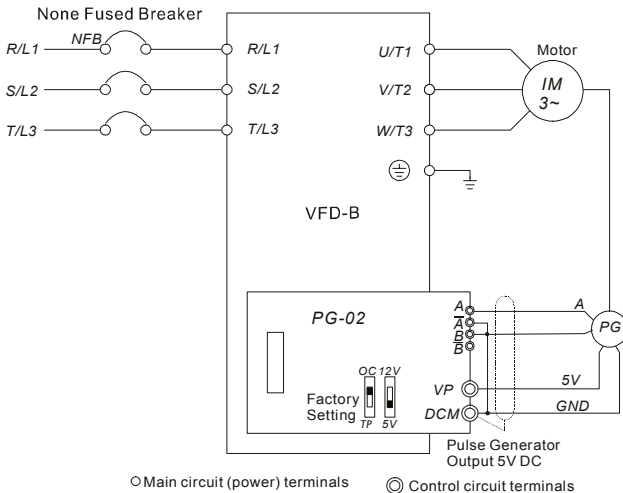 None Fused Breaker
R/L1 NFB R/L1 U/T1 Motor
S/L2 S/L2 V/T2 IM
3~
T/L3 T/L3 W/T3
VFD-B
PG-02 A A
A̅
B PG
B̅
OC 12V VP 5V
Factory
Setting DCM GND
TP 5V
Pulse Generator
Output 5V DC
Main circuit (power) terminals Control circuit terminals